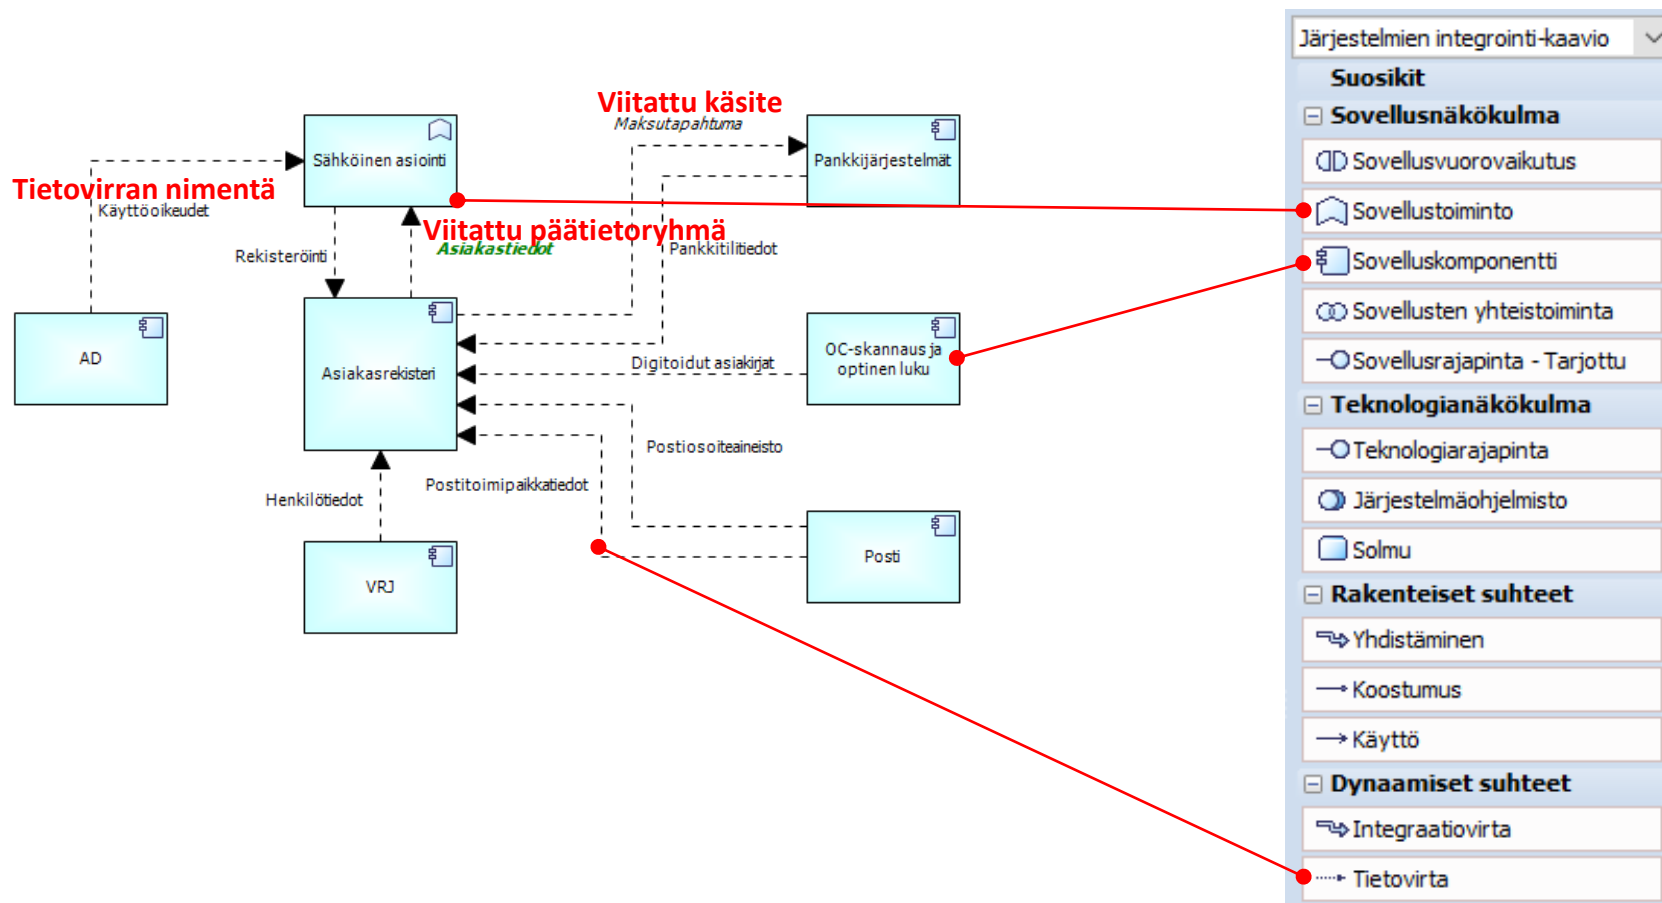 Viitattu käsite
Maksutapahtuma
Sähköinen asiointi
Pankkijärjestelmät
Tietovirran nimentä
Käyttöoikeudet
Viitattu päätietoryhmä
Asiakastiedot
Rekisteröinti
Pankkitilitiedot
AD
Asiakasrekisteri
OC-skannaus ja
optinen luku
Digitoidut asiakirjat
Postiosoiteaineisto
Postitoimipaikkatiedot
Henkilötiedot
VRJ
Posti
Järjestelmien integrointi-kaavio
Suosikit
Sovellusnäkökulma
Sovellusvuorovaikutus
Sovellustoiminto
Sovelluskomponentti
Sovellusten yhteistoiminta
Sovellusrajapinta - Tarjottu
Teknologianäkökulma
Teknologiarajapinta
Järjestelmäohjelmisto
Solmu
Rakenteiset suhteet
Yhdistäminen
Koostumus
Käyttö
Dynaamiset suhteet
Integraatiovirta
Tietovirta